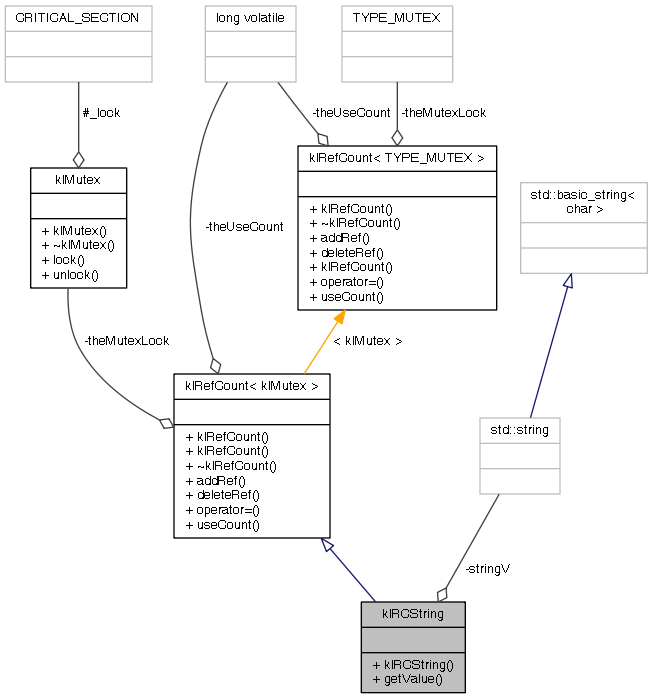 CRITICAL_SECTION
long volatile
TYPE_MUTEX
#_lock
-theUseCount
-theMutexLock
klMutex
+ klMutex()
+ ~klMutex()
+ lock()
+ unlock()
klRefCount< TYPE_MUTEX >
+ klRefCount()
+ ~klRefCount()
+ addRef()
+ deleteRef()
+ klRefCount()
+ operator=()
+ useCount()
std::basic_string<
char >
-theUseCount
-theMutexLock
< klMutex >
klRefCount< klMutex >
+ klRefCount()
+ klRefCount()
+ ~klRefCount()
+ addRef()
+ deleteRef()
+ operator=()
+ useCount()
std::string
-stringV
klRCString
+ klRCString()
+ getValue()